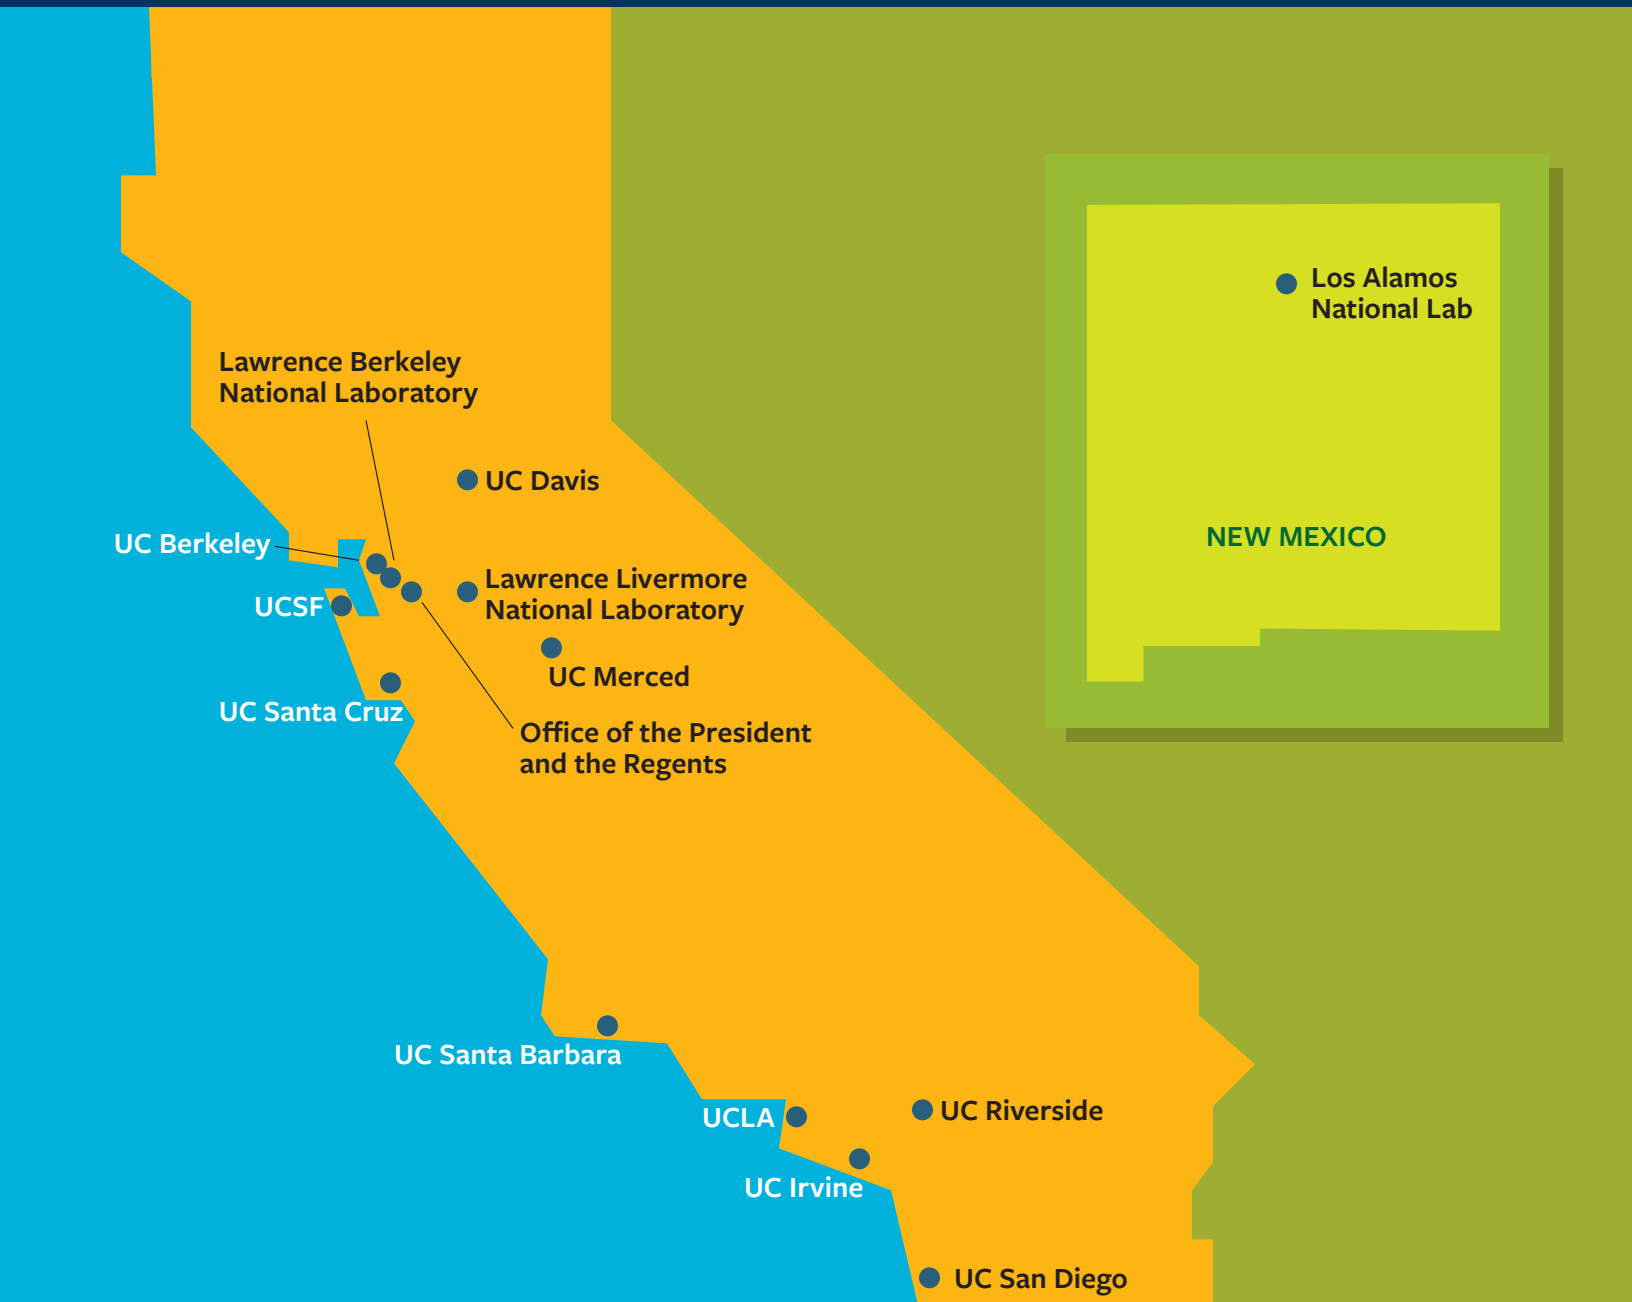 Los Alamos
National Lab
NEW MEXICO
Lawrence Berkeley
National Laboratory
UC Davis
UC Berkeley
Lawrence Livermore
National Laboratory
UCSF
UC Merced
UC Santa Cruz
Office of the President
and the Regents
UC Santa Barbara
UCLA
UC Riverside
UC Irvine
UC San Diego